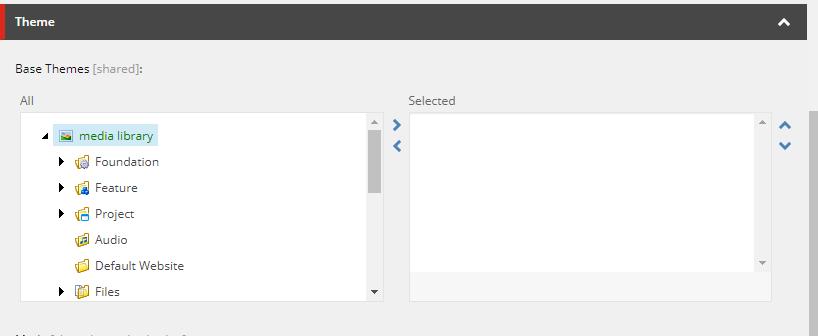 Theme
Base Themes [shared]:
All
Selected
media library
Foundation
Feature
Project
Audio
Default Website
Files